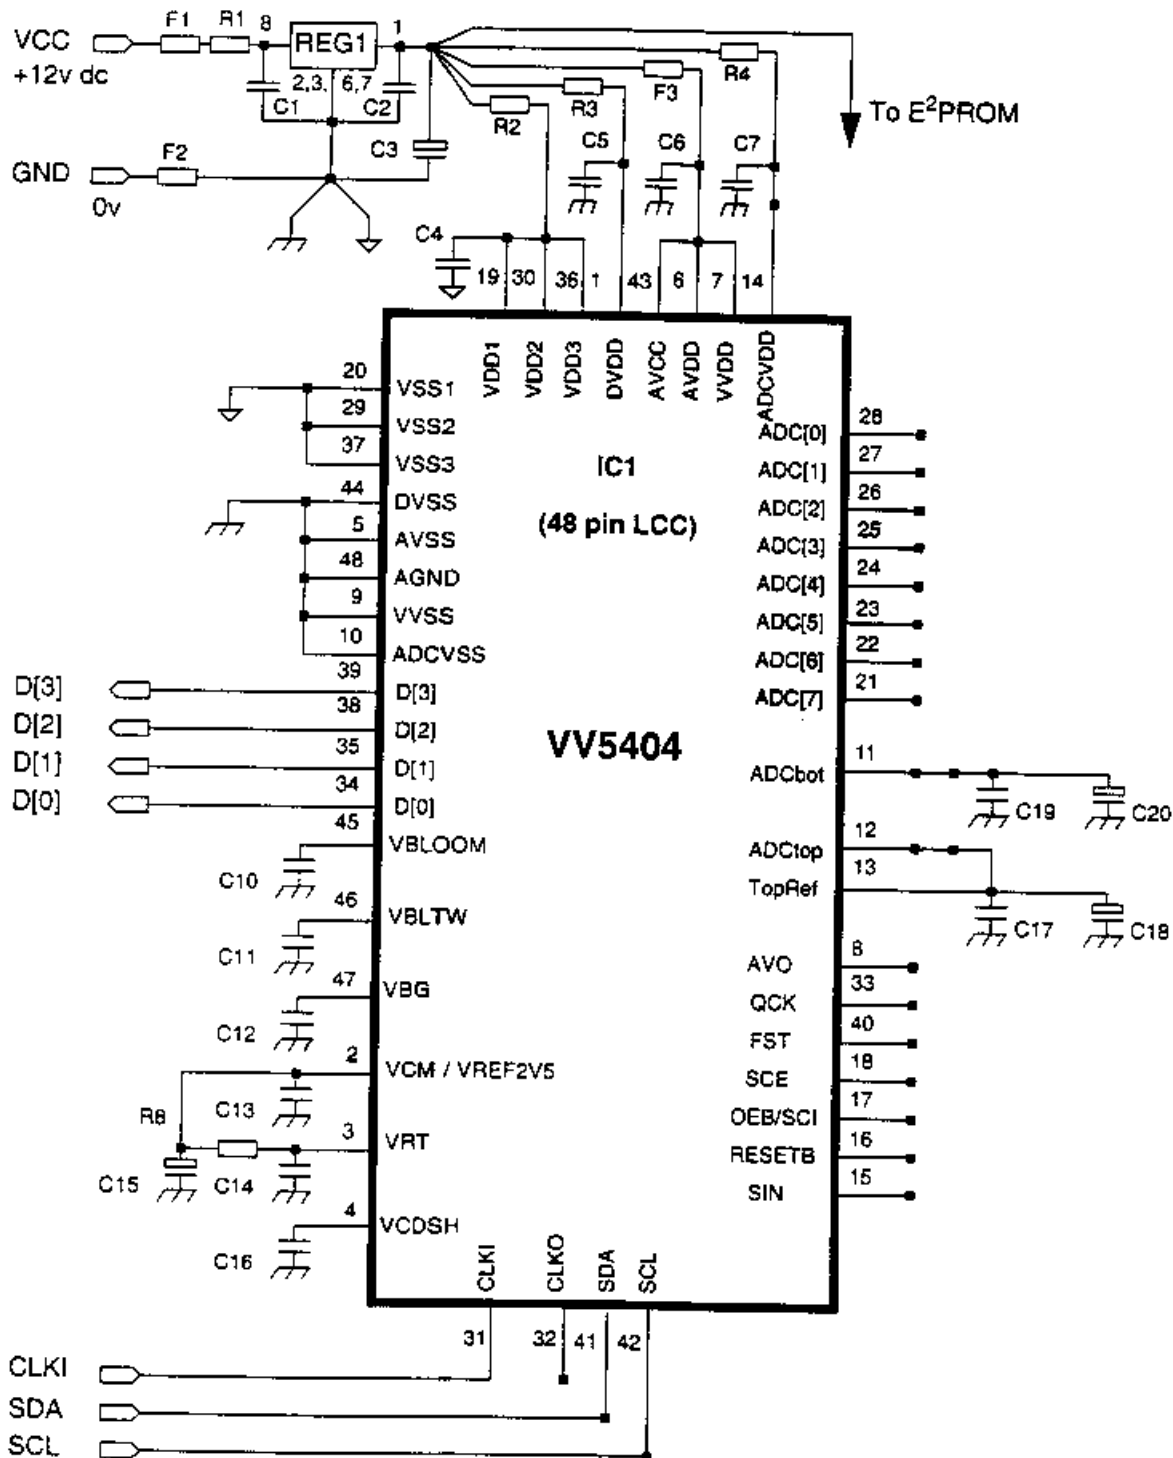 F1 R1 8 REG1 1
VCC
+12v dc
2,3, 6,7
C1 C2
R4
F3
R3
R2
To E²PROM
C3
C5 C6 C7
F2
GND
0v
C4
19 30 36 1 43 6 7 14
VDD1 VDD2 VDD3 DVDD AVCC AVDD VVDD ADCVDD
20 VSS1
29 VSS2
37 VSS3
44 DVSS
5 AVSS
48 AGND
9 VVSS
10 ADCVSS
D[3] 39 D[3]
D[2] 38 D[2]
D[1] 35 D[1]
D[0] 34 D[0]
45 VBLOOM
C10
46 VBLTW
C11
47 VBG
C12
2 VCM / VREF2V5
C13
R8
3 VRT
C15 C14
4 VCDSH
C16
IC1
(48 pin LCC)
VV5404
ADC[0] 28
ADC[1] 27
ADC[2] 26
ADC[3] 25
ADC[4] 24
ADC[5] 23
ADC[6] 22
ADC[7] 21
ADCbot 11
C19 C20
ADCtop 12
TopRef 13
C17 C18
AVO 8
QCK 33
FST 40
SCE 18
OEB/SCI 17
RESETB 16
SIN 15
CLKI CLKO SDA SCL
31 32 41 42
CLKI
SDA
SCL